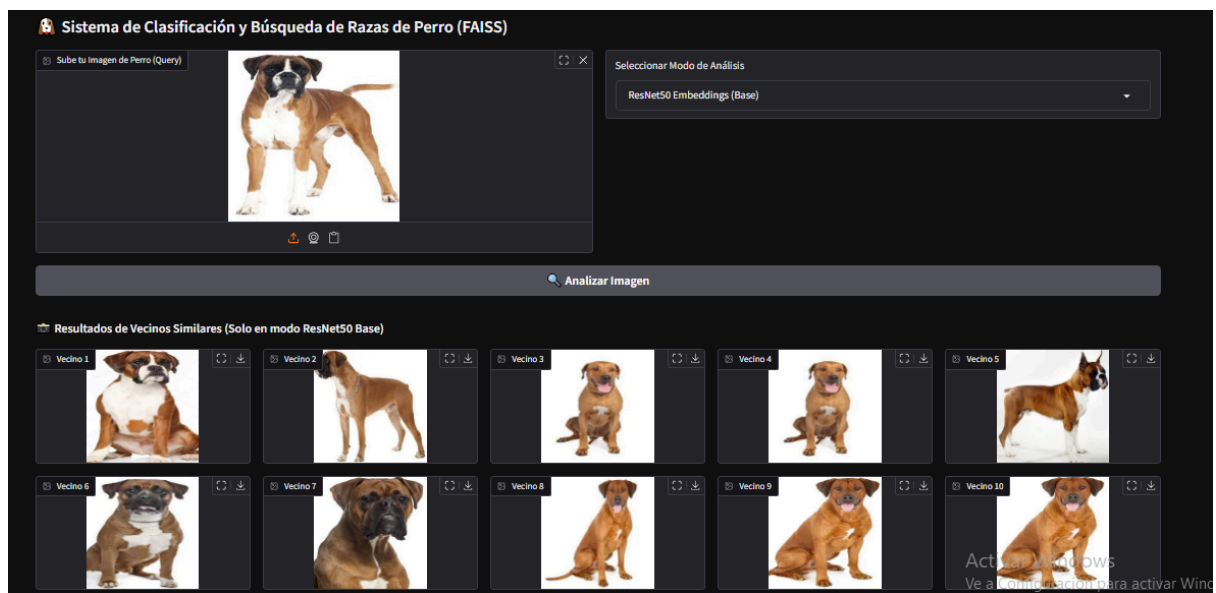 Sistema de Clasificación y Búsqueda de Razas de Perro (FAISS)
Sube tu Imagen de Perro (Query)
Seleccionar Modo de Análisis
ResNet50 Embeddings (Base)
Analizar Imagen
Resultados de Vecinos Similares (Solo en modo ResNet50 Base)
Vecino 1
Vecino 2
Vecino 3
Vecino 4
Vecino 5
Vecino 6
Vecino 7
Vecino 8
Vecino 9
Vecino 10
Activar Windows
Ve a Configuración para activar Wind